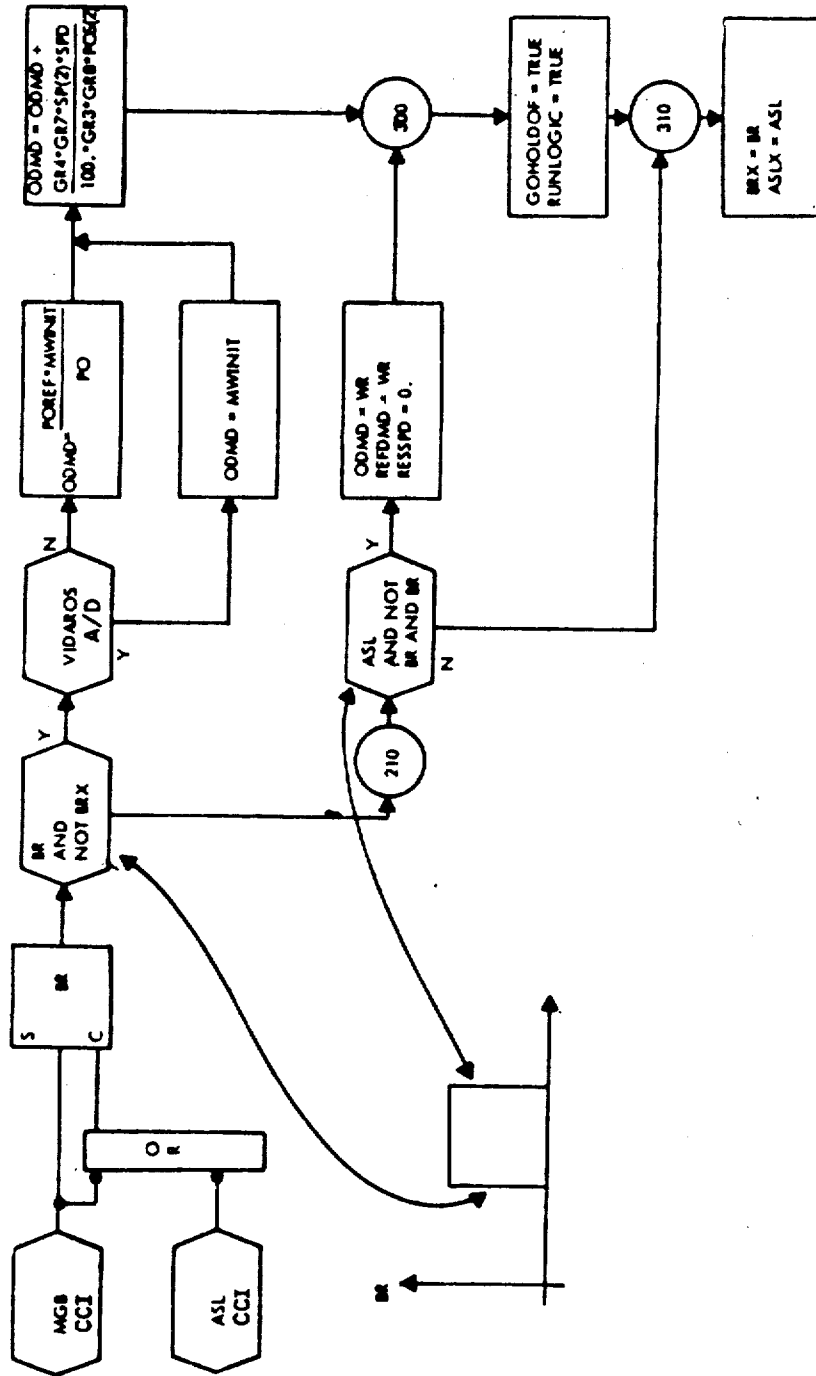 MGB
CCI
ASL
CCI
O
R
S
C
BR
BR
AND
NOT BRX
Y
VIDAROS
A/D
N
Y
ODMD=
POREF*MWINIT
PO
ODMD = MWINIT
ODMD = ODMD +
GR4*GR7*SP(2)*SPD
100.*GR3*GR8*POS(2)
210
ASL
AND NOT
BR AND BR
Y
N
ODMD = WR
REFDMD = WR
RESSPD = 0.
300
GOHOLDOF = TRUE
RUNLOGIC = TRUE
310
BRX = BR
ASLX = ASL
BR